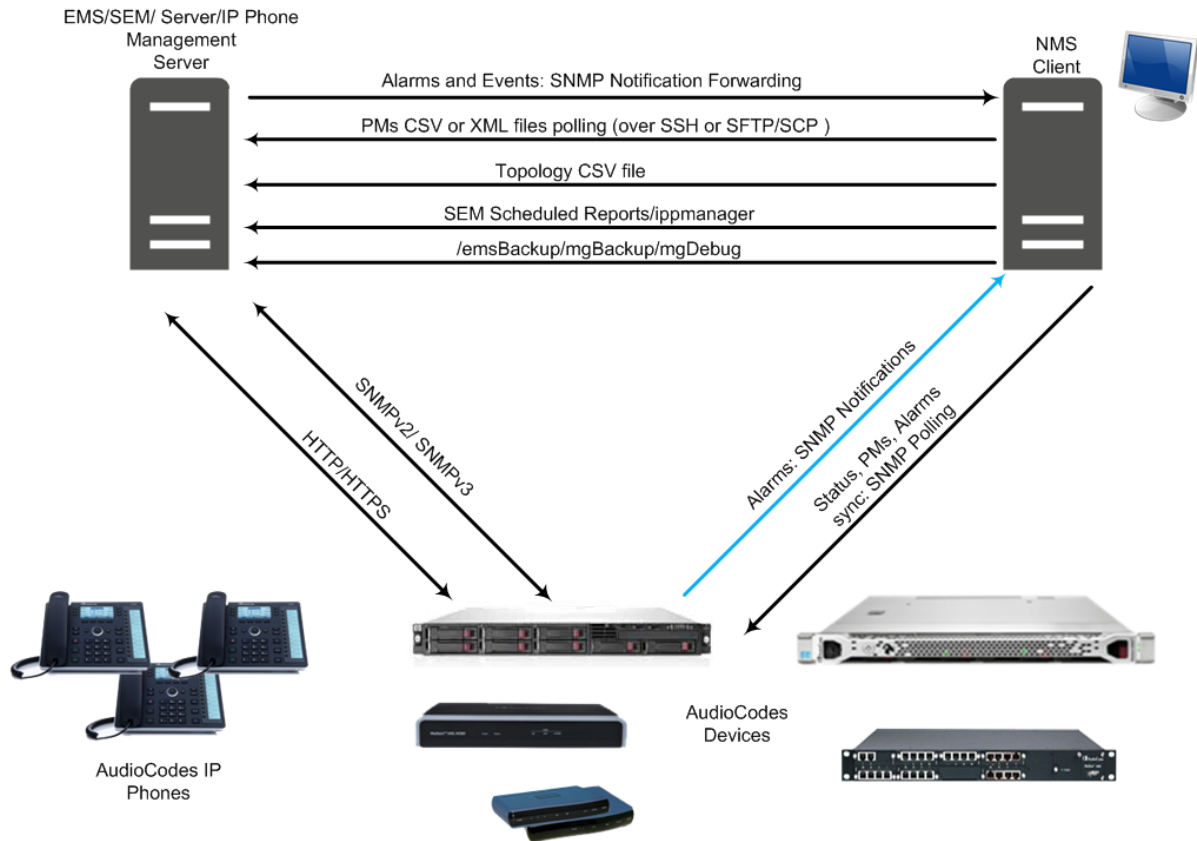 EMS/SEM/ Server/IP Phone
Management
Server
NMS
Client
Alarms and Events: SNMP Notification Forwarding
PMs CSV or XML files polling (over SSH or SFTP/SCP )
Topology CSV file
SEM Scheduled Reports/ippmanager
/emsBackup/mgBackup/mgDebug
SNMPv2/ SNMPv3
HTTP/HTTPS
Alarms: SNMP Notifications
Status, PMs, Alarms
sync: SNMP Polling
AudioCodes
Devices
AudioCodes IP
Phones